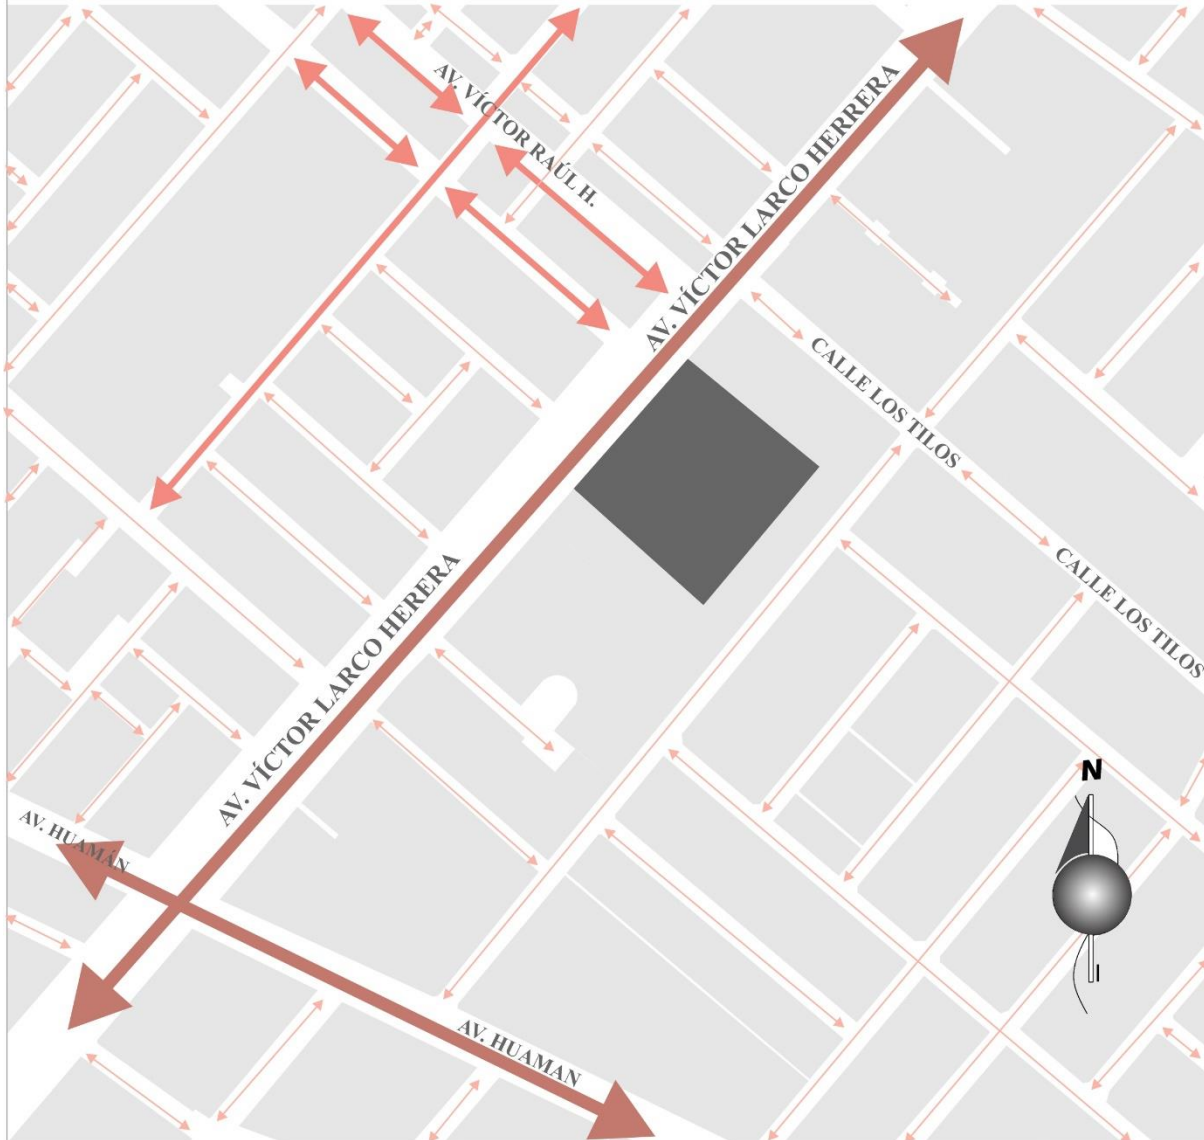 AV. VÍCTOR RAÚL H.
AV. VÍCTOR LARCO HERRERA
CALLE LOS TILOS
CALLE LOS TILOS
AV. VÍCTOR LARCO HERERA
N
AV. HUAMÁN
AV. HUAMAN